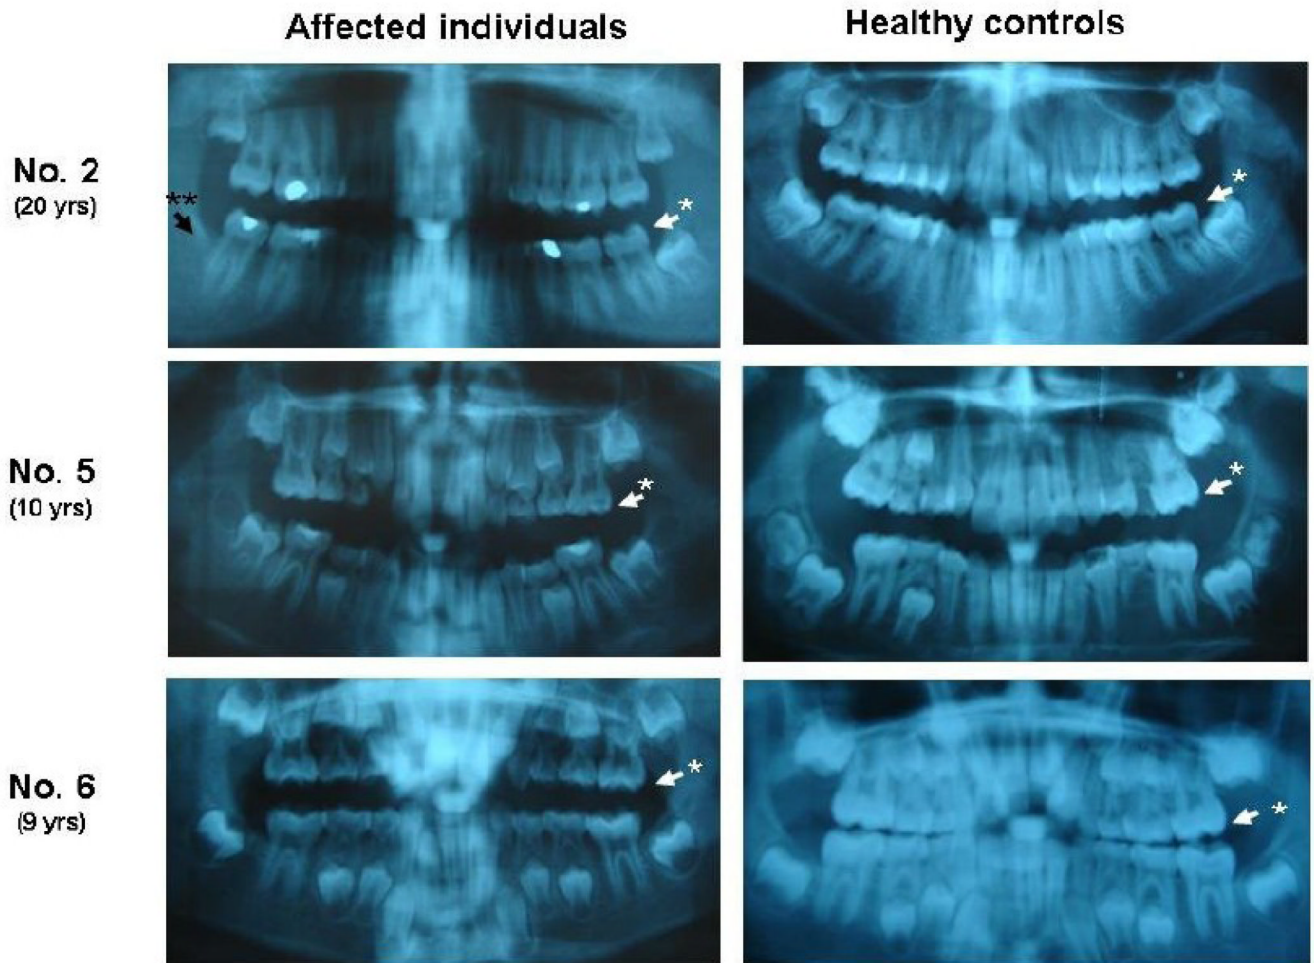 Affected individuals
Healthy controls
No. 2
(20 yrs)
**
*
*
No. 5
(10 yrs)
*
*
No. 6
(9 yrs)
*
*